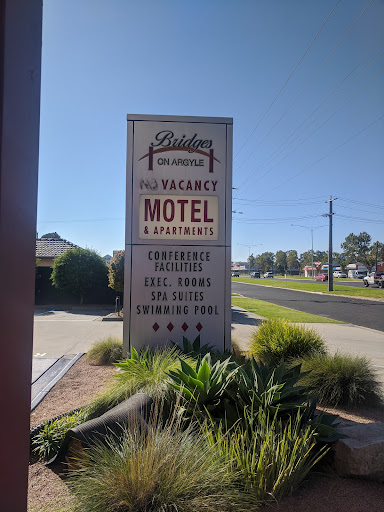 Bridges
ON ARGYLE
NO VACANCY
MOTEL
& APARTMENTS
CONFERENCE
FACILITIES
EXEC. ROOMS
SPA SUITES
SWIMMING POOL